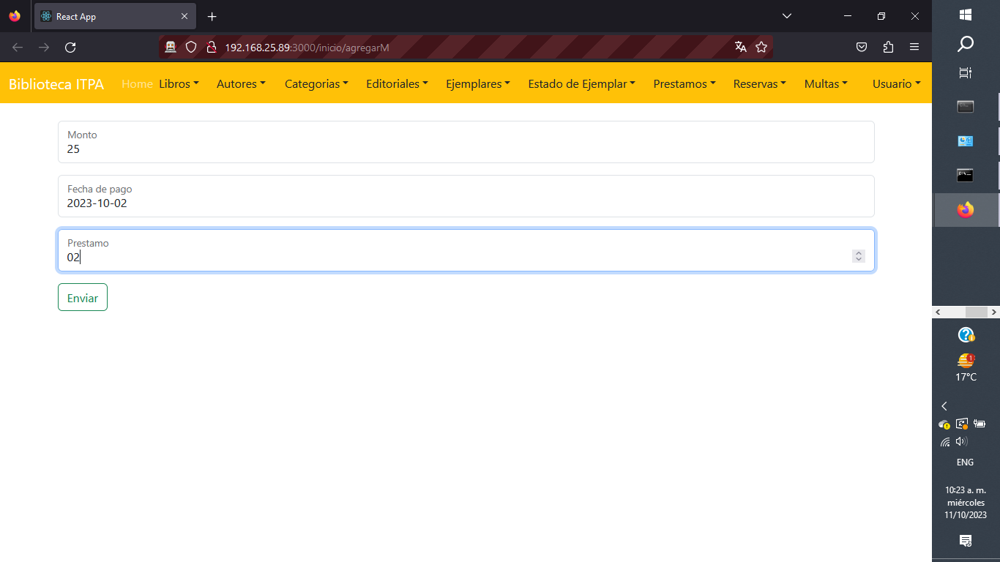 React App
192.168.25.89:3000/inicio/agregarM
Biblioteca ITPA Home Libros Autores Categorias Editoriales Ejemplares Estado de Ejemplar Prestamos Reservas Multas Usuario
Monto
25
Fecha de pago
2023-10-02
Prestamo
02
Enviar
1
17°C
ENG
10:23 a. m.
miércoles
11/10/2023